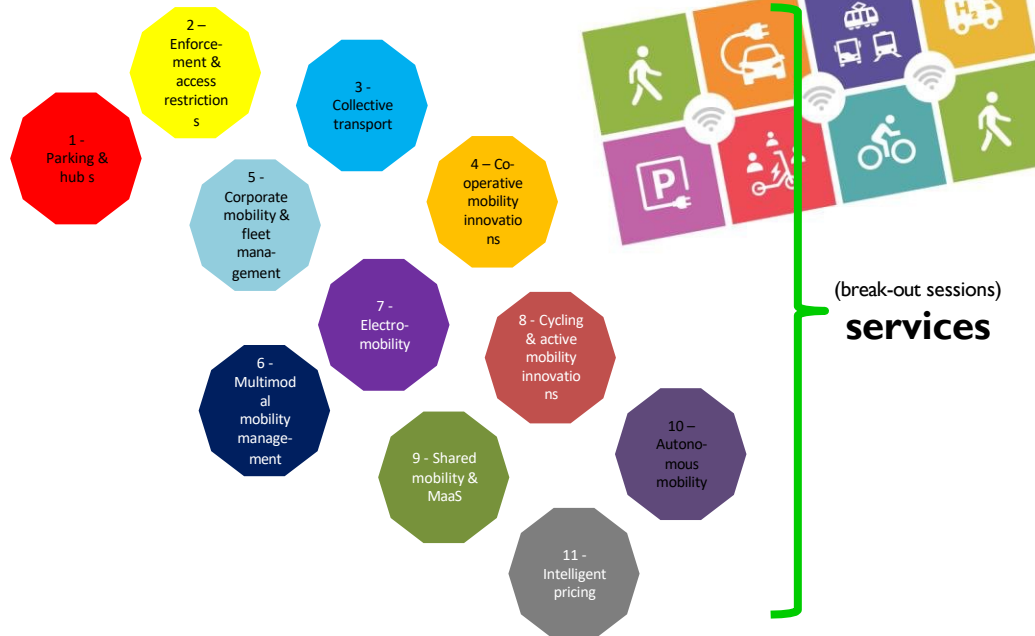 1 -
Parking &
hub s
2 –
Enforce-
ment &
access
restriction
s
3 -
Collective
transport
4 – Co-
operative
mobility
innovatio
ns
5 -
Corporate
mobility &
fleet
mana-
gement
6 -
Multimod
al
mobility
manage-
ment
7 -
Electro-
mobility
8 - Cycling
& active
mobility
innovatio
ns
9 - Shared
mobility &
MaaS
10 –
Autono-
mous
mobility
11 -
Intelligent
pricing
H2
P
(break-out sessions)
services